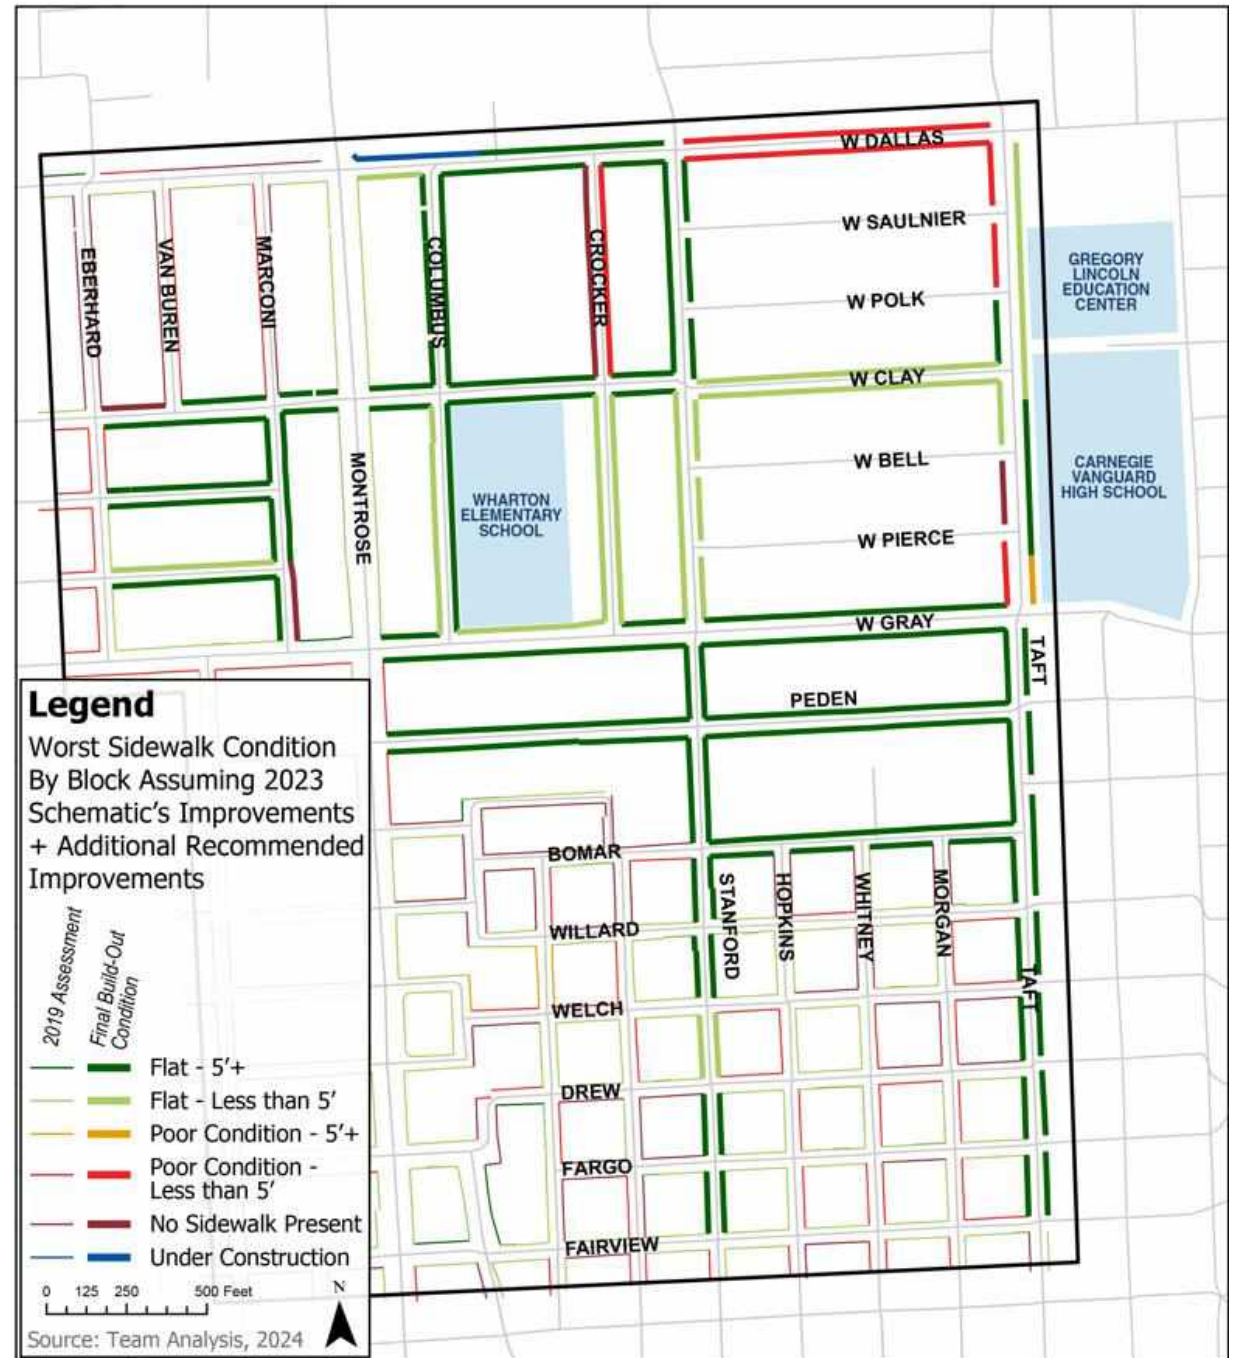 W DALLAS
W SAULNIER
EBERHARD
VAN BUREN
MARCONI
COLUMBUS
CROCKER
GREGORY
LINCOLN
EDUCATION
CENTER
W POLK
W CLAY
MONTROSE
W BELL
CARNEGIE
VANGUARD
HIGH SCHOOL
WHARTON
ELEMENTARY
SCHOOL
W PIERCE
W GRAY
TAFT
PEDEN
BOMAR
STANFORD
HOPKINS
WHITNEY
MORGAN
WILLARD
TAFT
WELCH
DREW
FARGO
FAIRVIEW
Legend
Worst Sidewalk Condition
By Block Assuming 2023
Schematic's Improvements
+ Additional Recommended
Improvements
2019 Assessment
Final Build-Out
Condition
Flat - 5'+
Flat - Less than 5'
Poor Condition - 5'+
Poor Condition -
Less than 5'
No Sidewalk Present
Under Construction
0 125 250 500 Feet
N
Source: Team Analysis, 2024